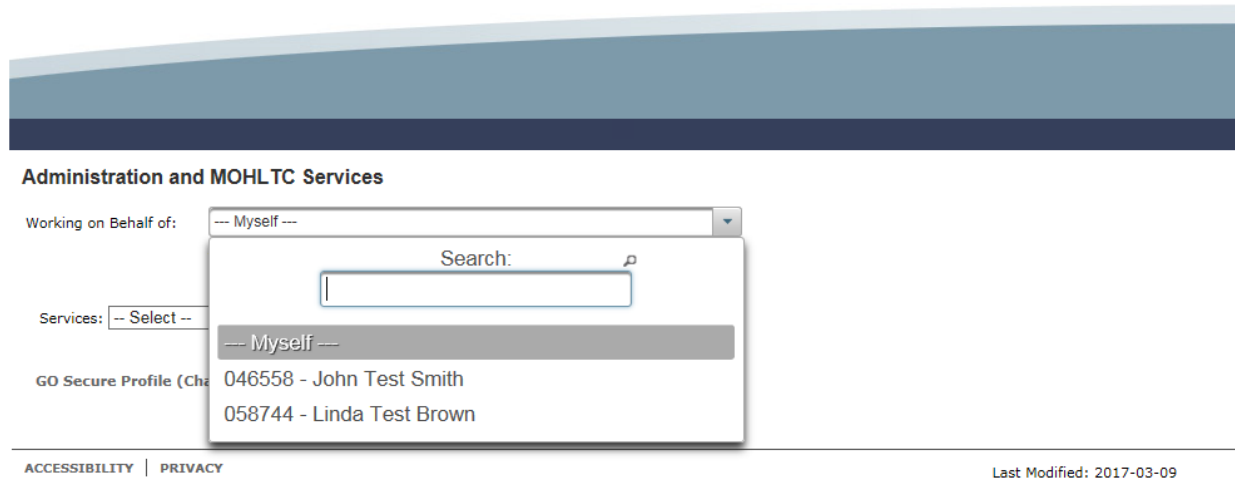 Administration and MOHLTC Services
Working on Behalf of: --- Myself ---
Search:
Services: -- Select --
--- Myself ---
GO Secure Profile (Cha
046558 - John Test Smith
058744 - Linda Test Brown
ACCESSIBILITY | PRIVACY
Last Modified: 2017-03-09